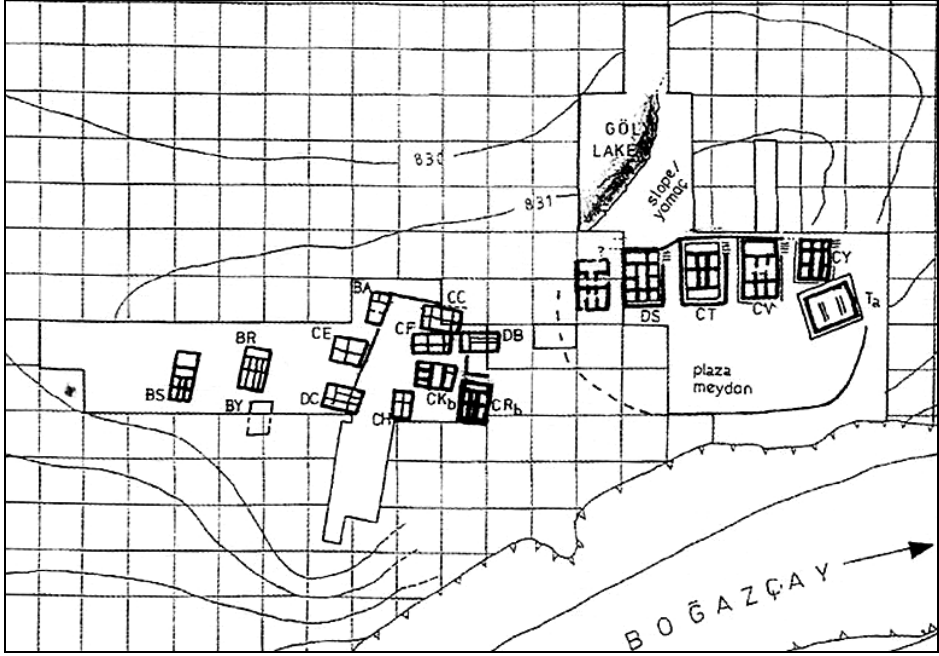 GÖL
LAKE
830
slope/
yamaç
831
?
CY
BA
CC
DS
CT
CV
Ta
CE
CF
DB
BR
plaza
meydan
BS
BY
DC
CH
CKb
CRb
BOĞAZÇAY